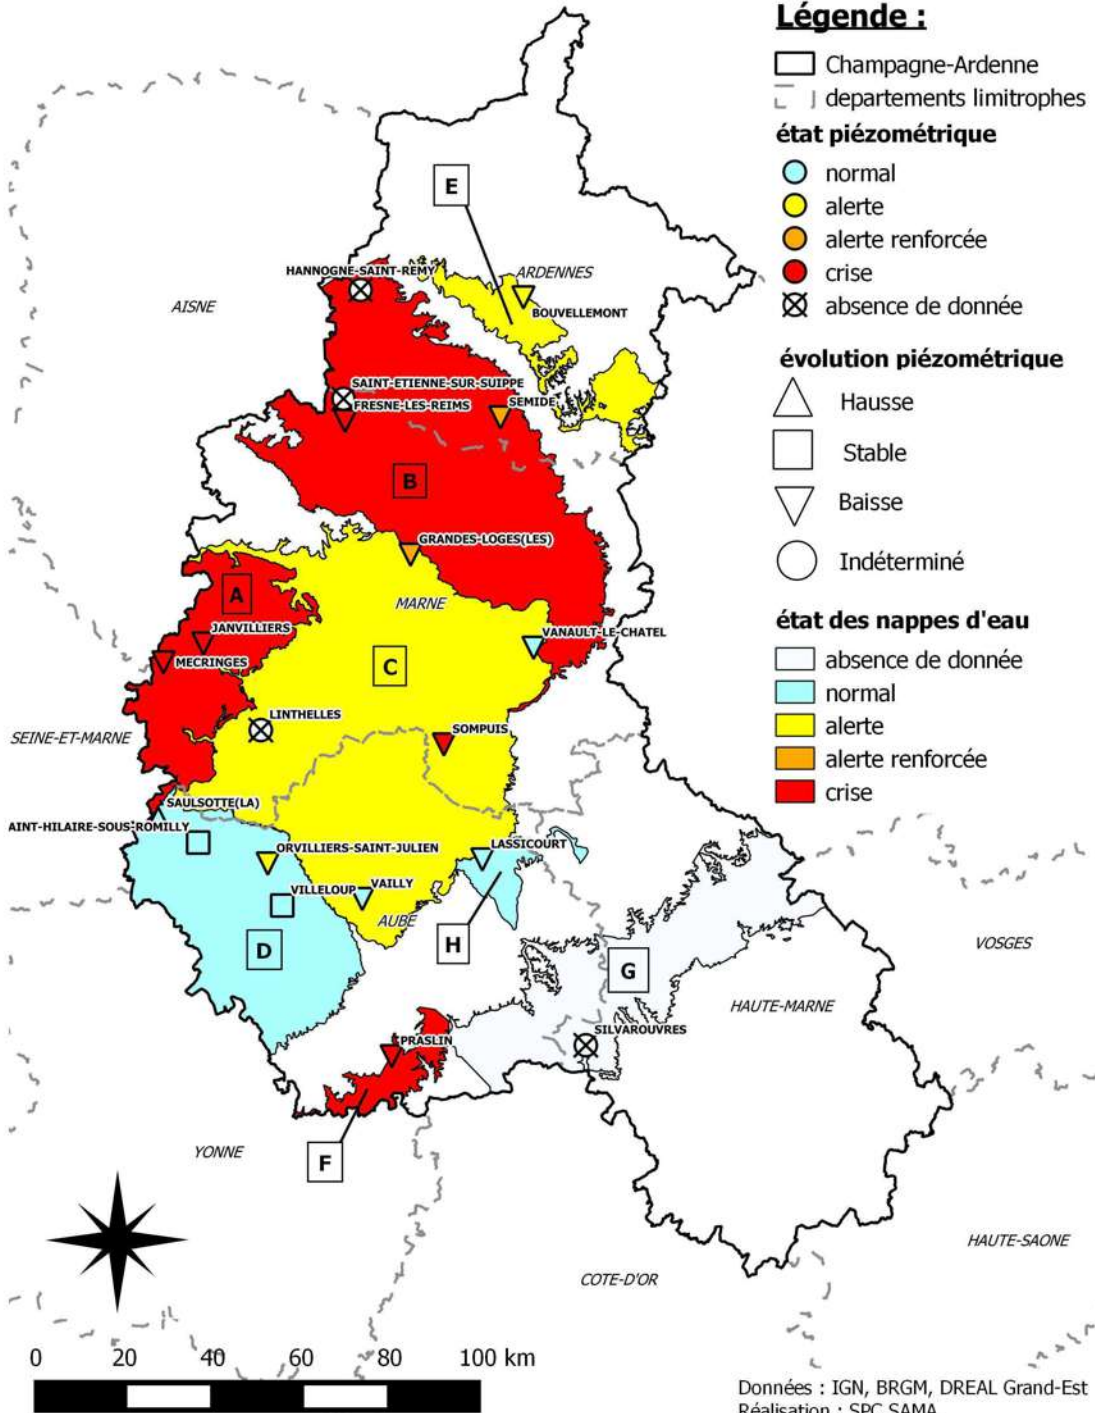 Légende :
Champagne-Ardenne
departements limitrophes
état piézométrique
normal
alerte
alerte renforcée
crise
absence de donnée
évolution piézométrique
Hausse
Stable
Baisse
Indéterminé
état des nappes d'eau
absence de donnée
normal
alerte
alerte renforcée
crise
E
HANNOGNE-SAINT-REMY
ARDENNES
AISNE
BOUVELLEMONT
SAINT-ETIENNE-SUR-SUIPPE
FRESNE-LES-REIMS
SEMIDE
B
GRANDES-LOGES(LES)
A
MARNE
JANVILLIERS
VANAULT-LE-CHATEL
MECRINGES
C
LINTHELLES
SEINE-ET-MARNE
SOMPUIS
SAULSOTTE(LA)
AINT-HILAIRE-SOUS-ROMILLY
ORVILLIERS-SAINT-JULIEN
LASSICOURT
VILLELOUP
VAILLY
AUBE
D
H
G
VOSGES
HAUTE-MARNE
SILVAROUVRES
PRASLIN
YONNE
F
HAUTE-SAONE
COTE-D'OR
0 20 40 60 80 100 km
Données : IGN, BRGM, DREAL Grand-Est
Réalisation : SPC SAMA